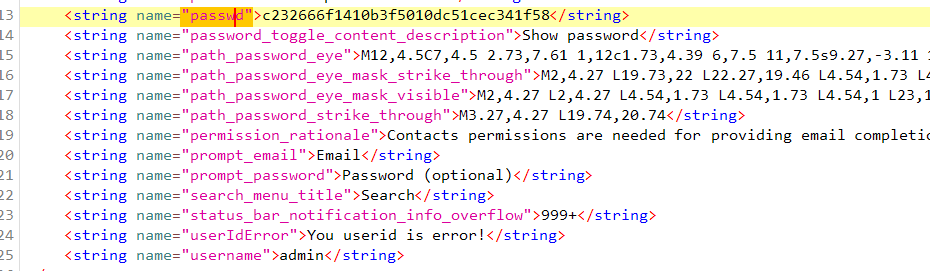 13 <string name="passwd">c232666f1410b3f5010dc51cec341f58</string>
14 <string name="password_toggle_content_description">Show password</string>
15 <string name="path_password_eye">M12,4.5C7,4.5 2.73,7.61 1,12c1.73,4.39 6,7.5 11,7.5s9.27,-3.11 1
16 <string name="path_password_eye_mask_strike_through">M2,4.27 L19.73,22 L22.27,19.46 L4.54,1.73 L4
17 <string name="path_password_eye_mask_visible">M2,4.27 L2,4.27 L4.54,1.73 L4.54,1.73 L4.54,1 L23,1
18 <string name="path_password_strike_through">M3.27,4.27 L19.74,20.74</string>
19 <string name="permission_rationale">Contacts permissions are needed for providing email completio
20 <string name="prompt_email">Email</string>
21 <string name="prompt_password">Password (optional)</string>
22 <string name="search_menu_title">Search</string>
23 <string name="status_bar_notification_info_overflow">999+</string>
24 <string name="userIdError">You userid is error!</string>
25 <string name="username">admin</string>